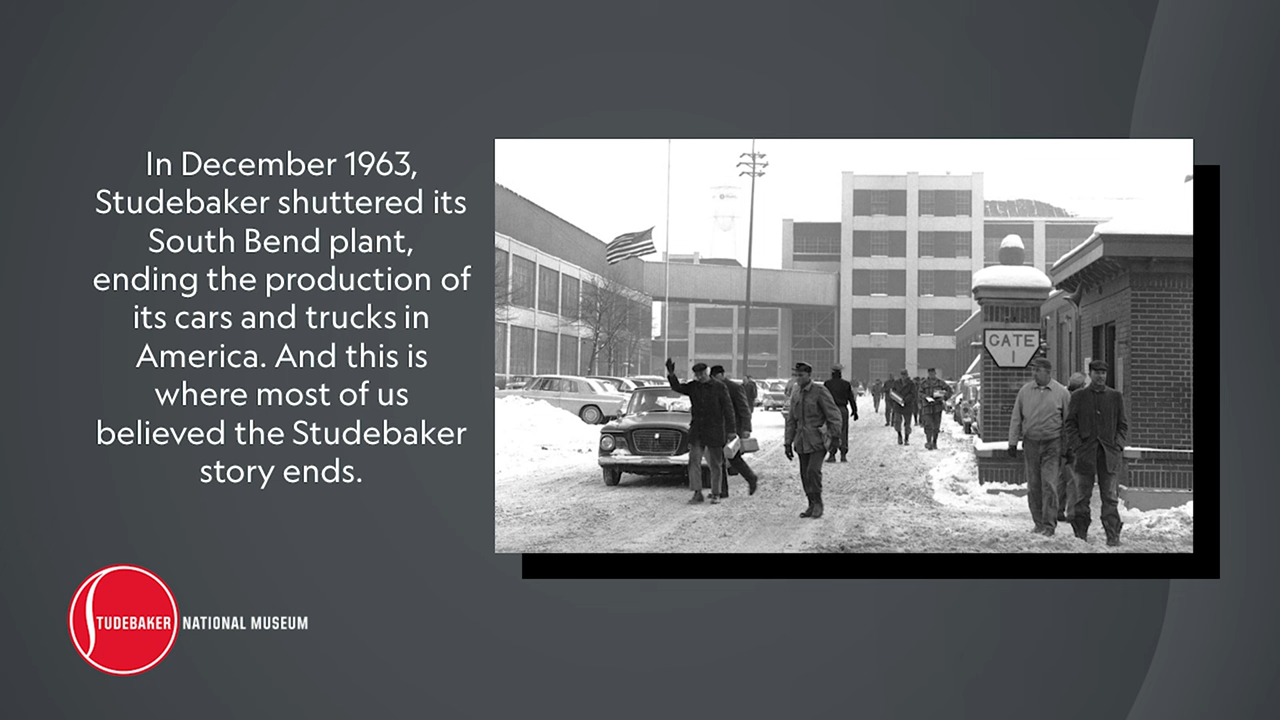 In December 1963,
Studebaker shuttered its
South Bend plant,
ending the production of
its cars and trucks in
America. And this is
where most of us
believed the Studebaker
story ends.
GATE
1
STUDEBAKER NATIONAL MUSEUM